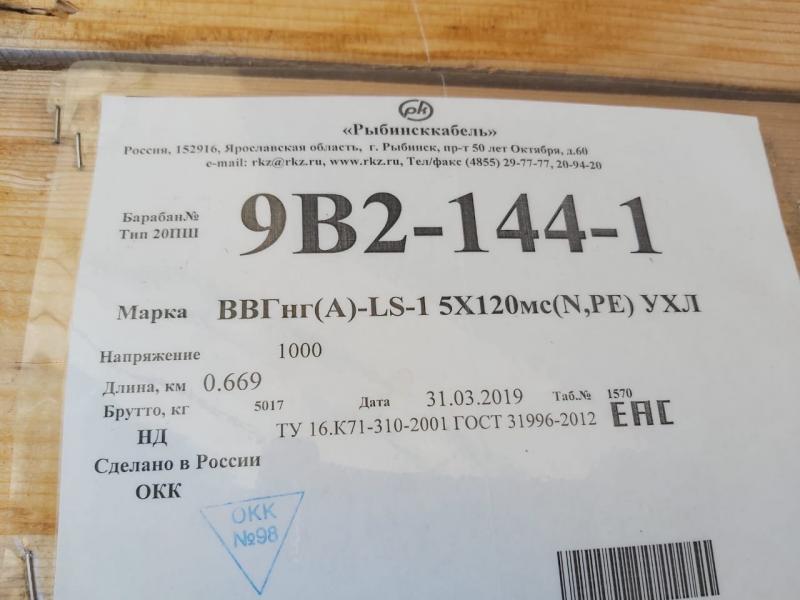 рк
«Рыбинсккабель»
Россия, 152916, Ярославская область, г. Рыбинск, пр-т 50 лет Октября, д.60
e-mail: rkz@rkz.ru, www.rkz.ru, Тел/факс (4855) 29-77-77, 20-94-20
Барабан.№ 9В2-144-1
Тип 20ПШ
Марка ВВГнг(А)-LS-1 5Х120мс(N,PE) УХЛ
Напряжение 1000
Длина, км 0.669
Брутто, кг 5017 Дата 31.03.2019 Таб.№ 1570
НД ТУ 16.К71-310-2001 ГОСТ 31996-2012 ЕАС
Сделано в России
ОКК
ОКК
№98